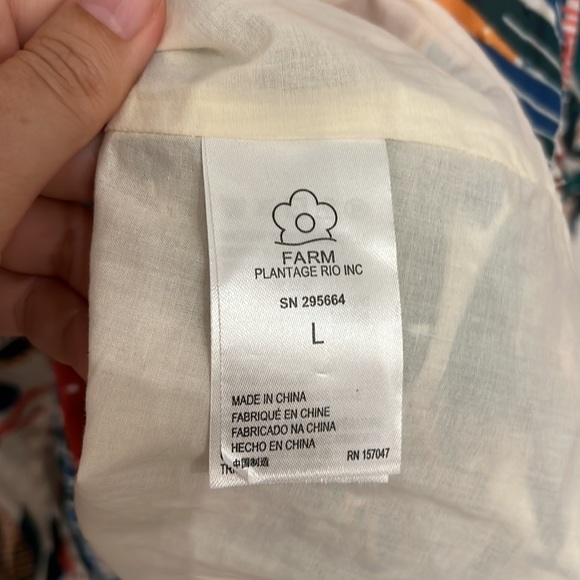 FARM
PLANTAGE RIO INC
SN 295664
L
MADE IN CHINA
FABRIQUÉ EN CHINE
FABRICADO NA CHINA
HECHO EN CHINA
中国制造
RN 157047